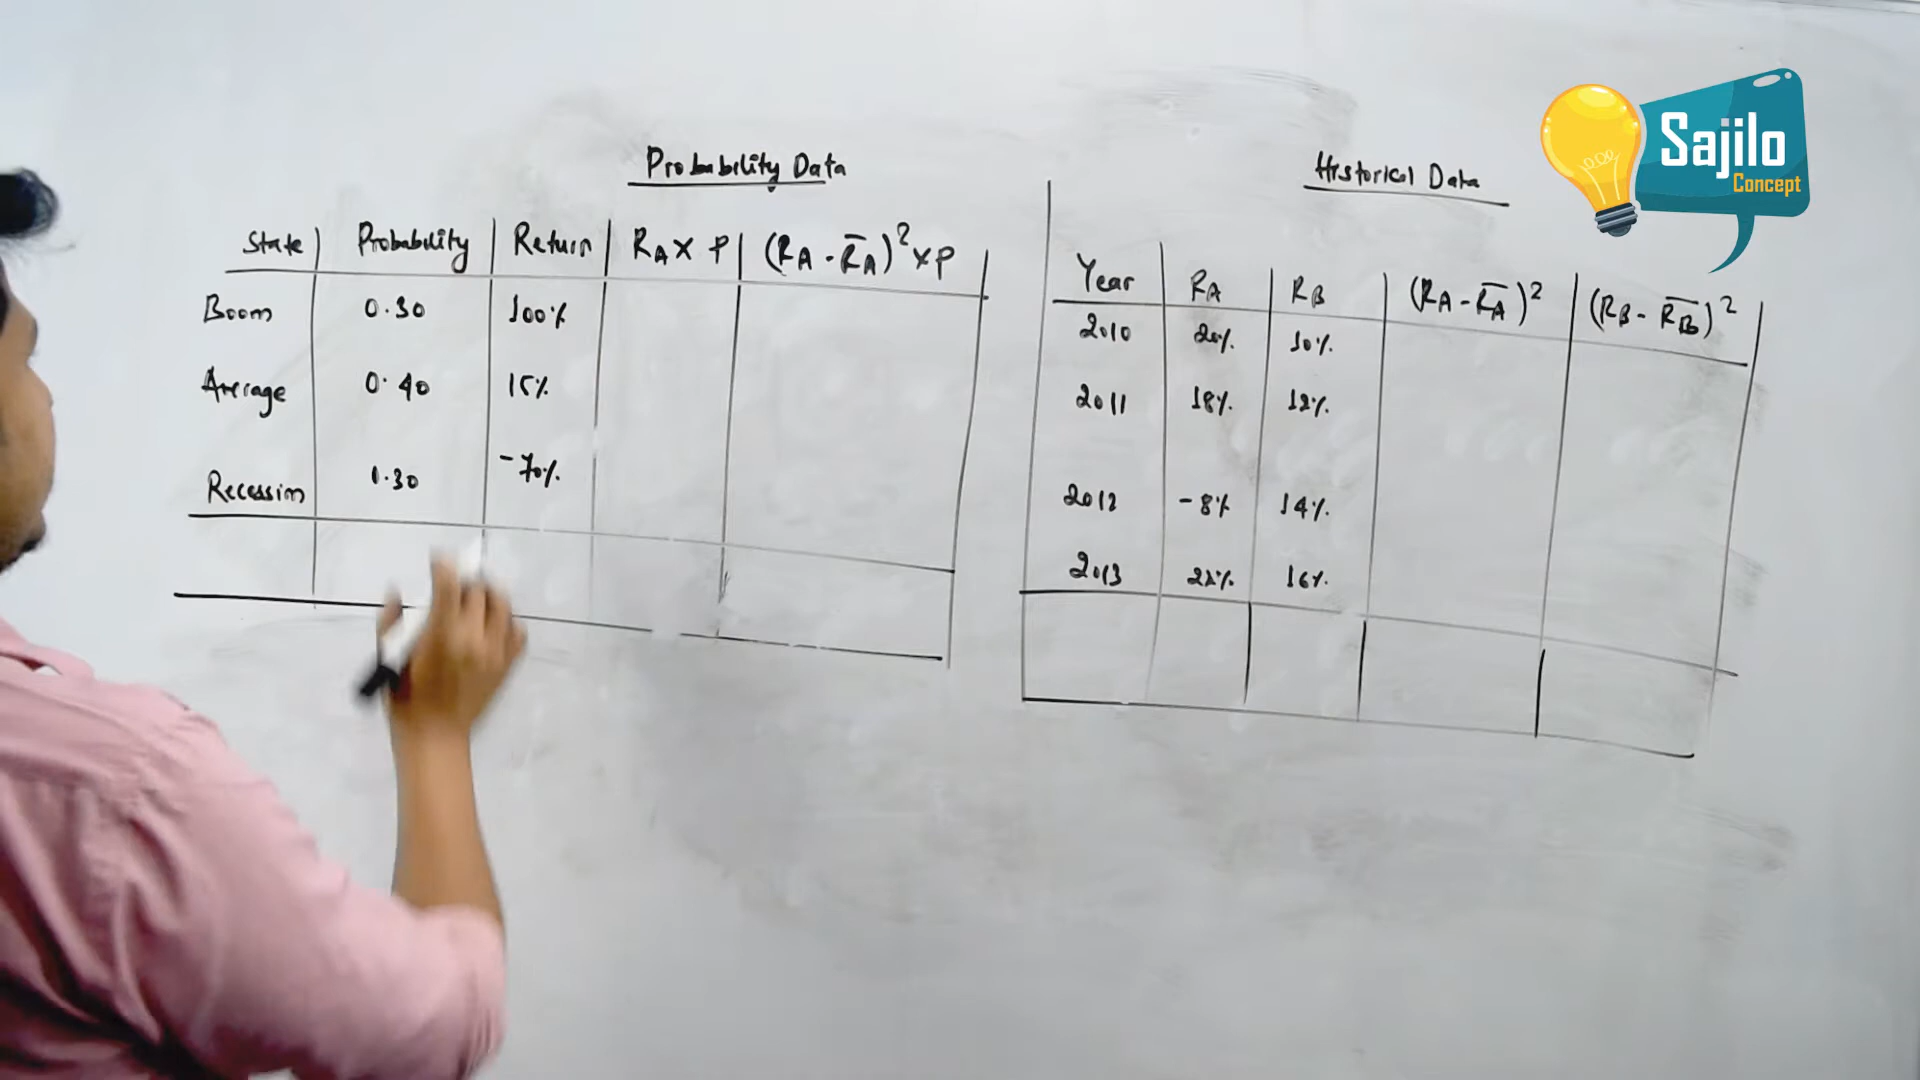 Sajilo
Concept
Probability Data
State Probability Return RA x P (RA - R̄A)² x P
Boom 0.30 100%
Average 0.40 15%
Recession 0.30 -70%
Historical Data
Year RA RB (RA - R̄A)² (RB - R̄B)²
2010 20% 10%
2011 18% 12%
2012 -8% 14%
2013 22% 16%